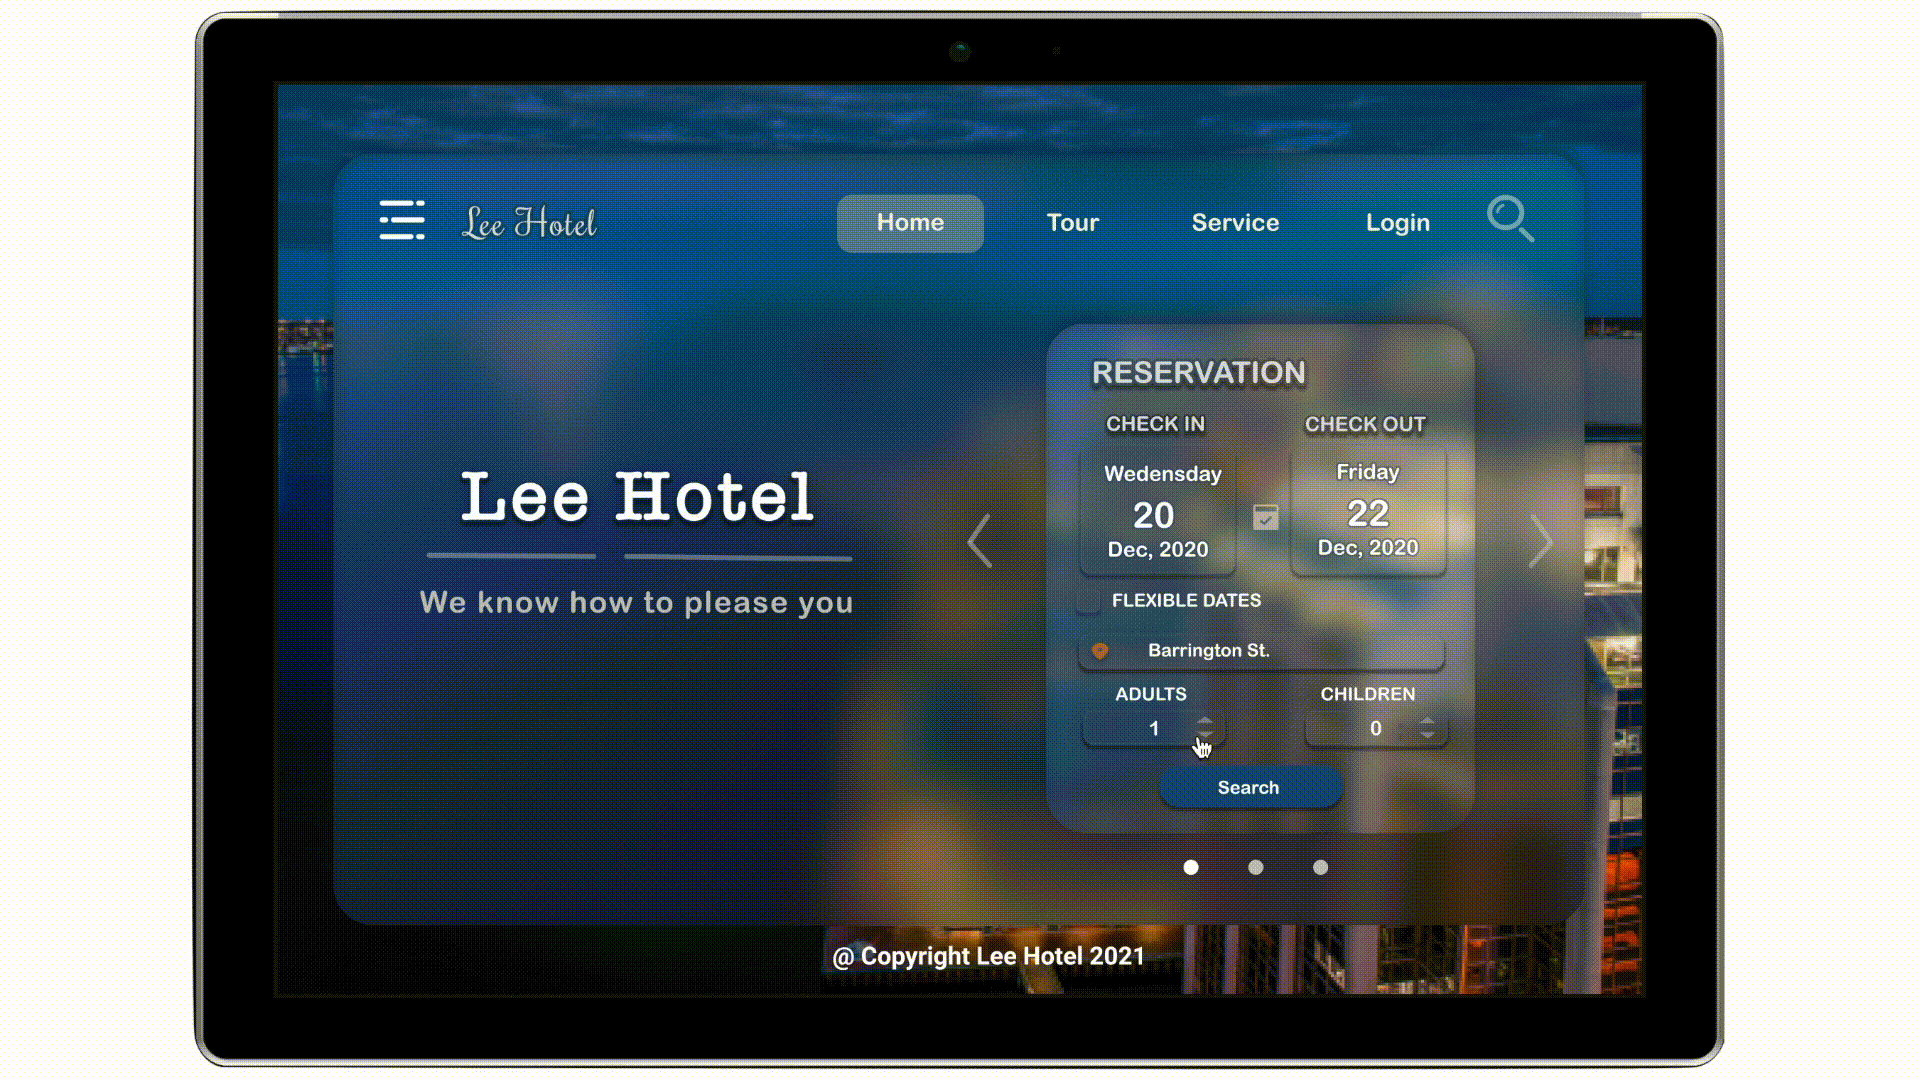 Lee Hotel
Home
Tour
Service
Login
Lee Hotel
We know how to please you
RESERVATION
CHECK IN
CHECK OUT
Wedensday
20
Dec, 2020
Friday
22
Dec, 2020
FLEXIBLE DATES
Barrington St.
ADULTS
CHILDREN
1
0
Search
@ Copyright Lee Hotel 2021